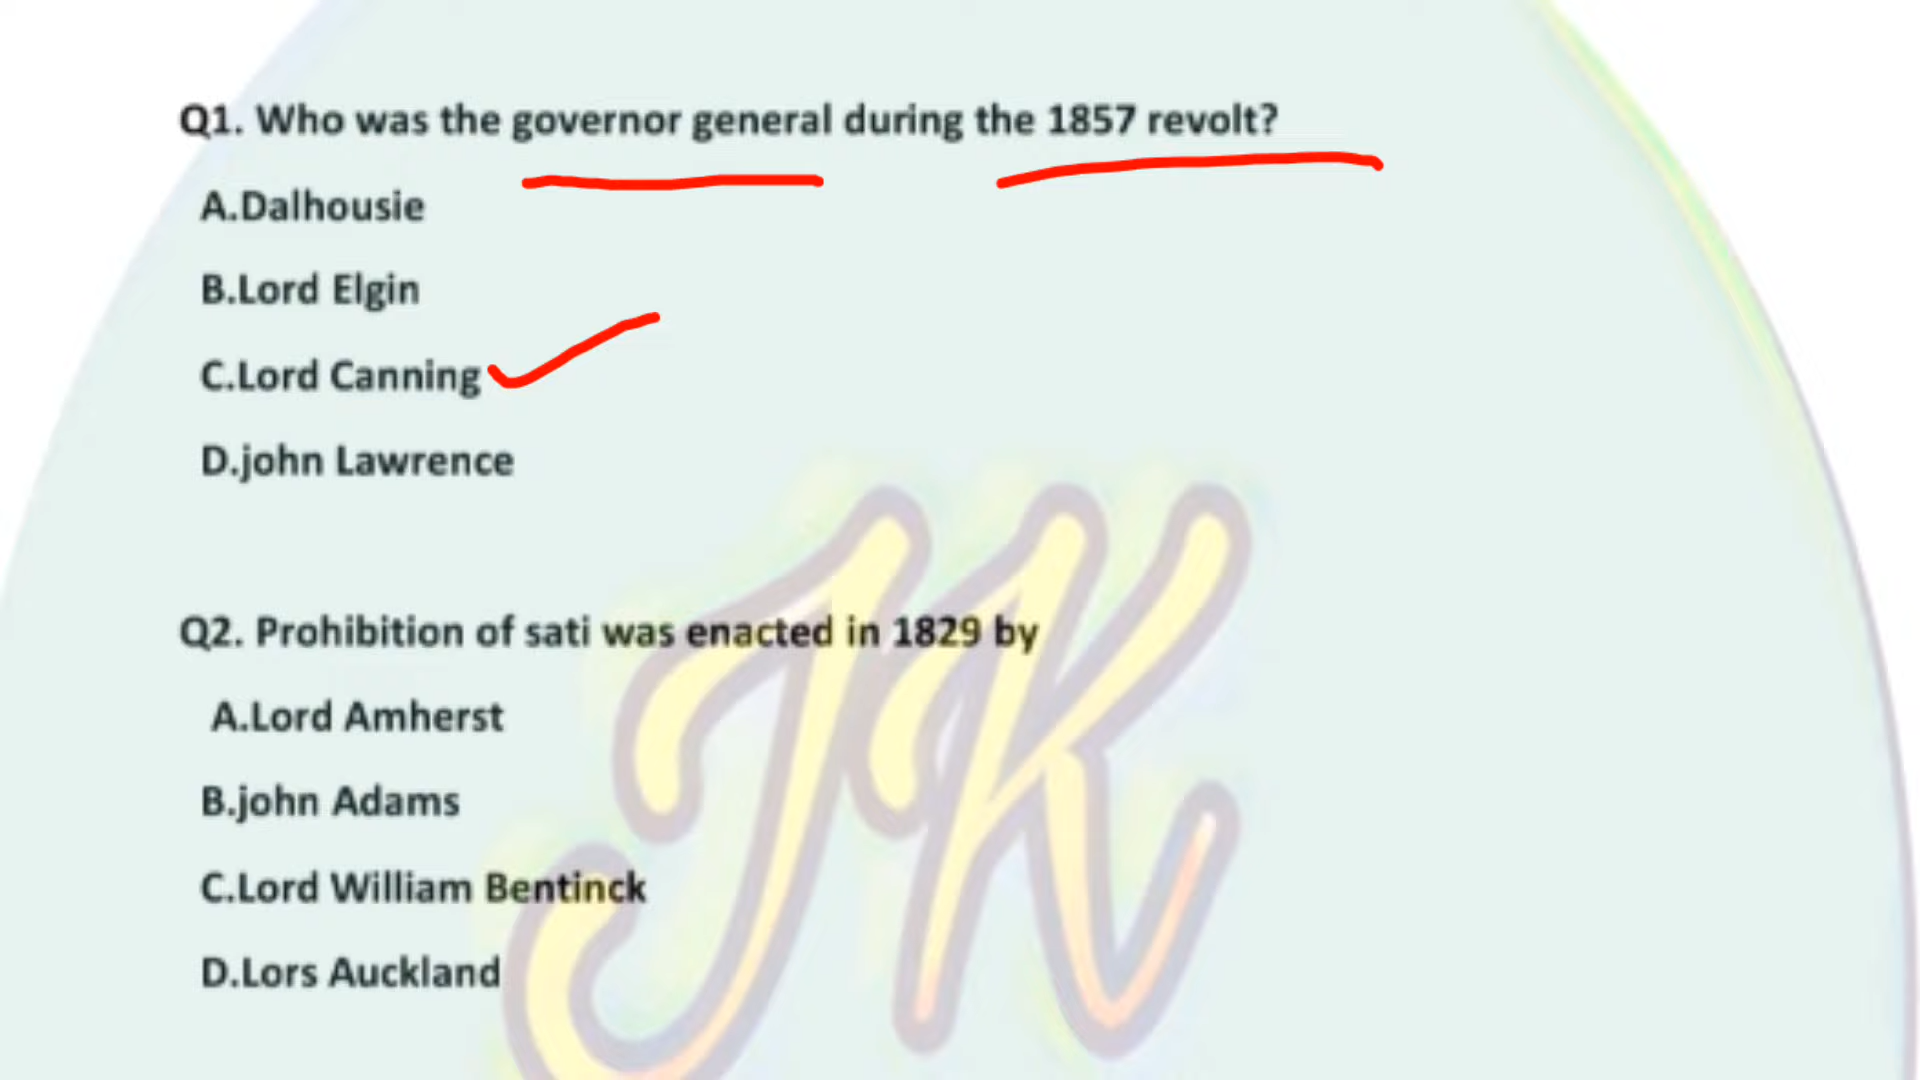 Q1. Who was the governor general during the 1857 revolt?
A.Dalhousie
B.Lord Elgin
C.Lord Canning
D.john Lawrence
Q2. Prohibition of sati was enacted in 1829 by
A.Lord Amherst
B.john Adams
C.Lord William Bentinck
D.Lors Auckland
JK